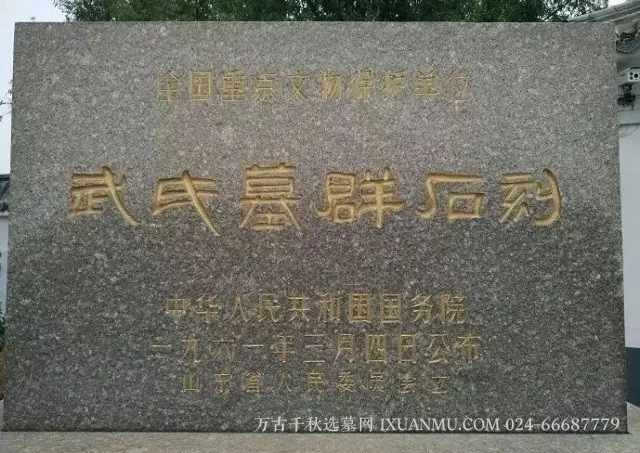 全国重点文物保护单位
武氏墓群石刻
中华人民共和国国务院
一九六一年三月四日公布
山东省人民委员会立
万古千秋选墓网 IXUANMU.COM 024-66687779